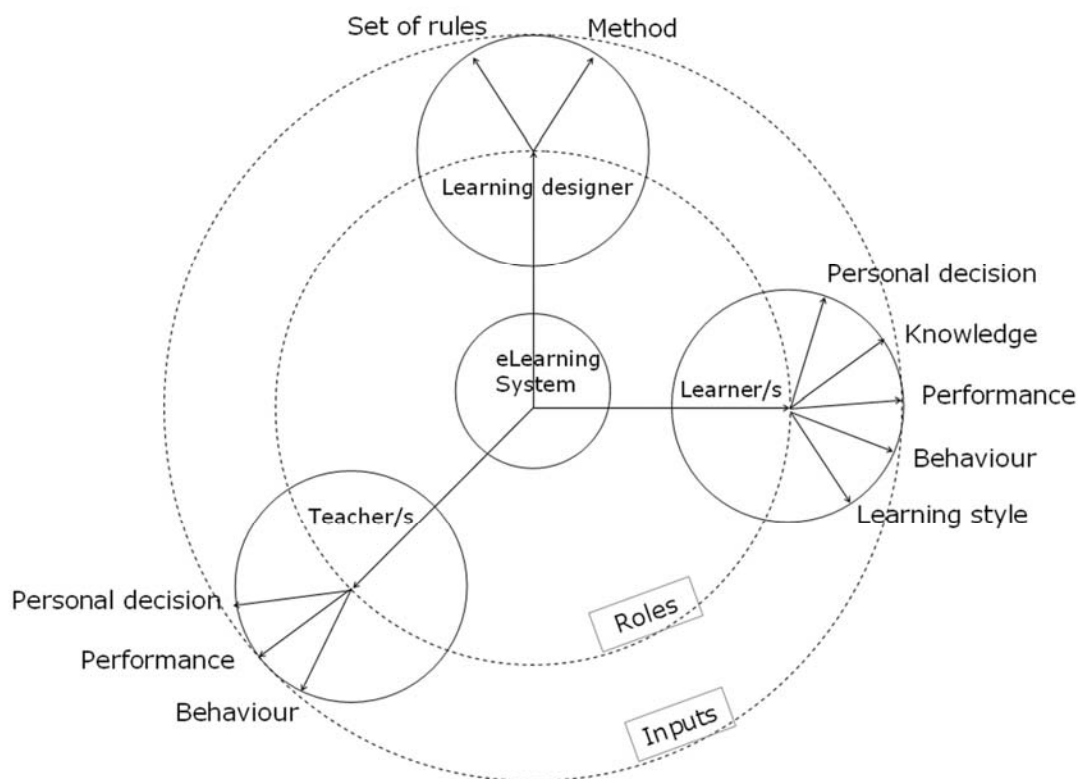 Set of rules
Method
Learning designer
Personal decision
Knowledge
eLearning
System
Learner/s
Performance
Behaviour
Learning style
Teacher/s
Personal decision
Roles
Performance
Behaviour
Inputs